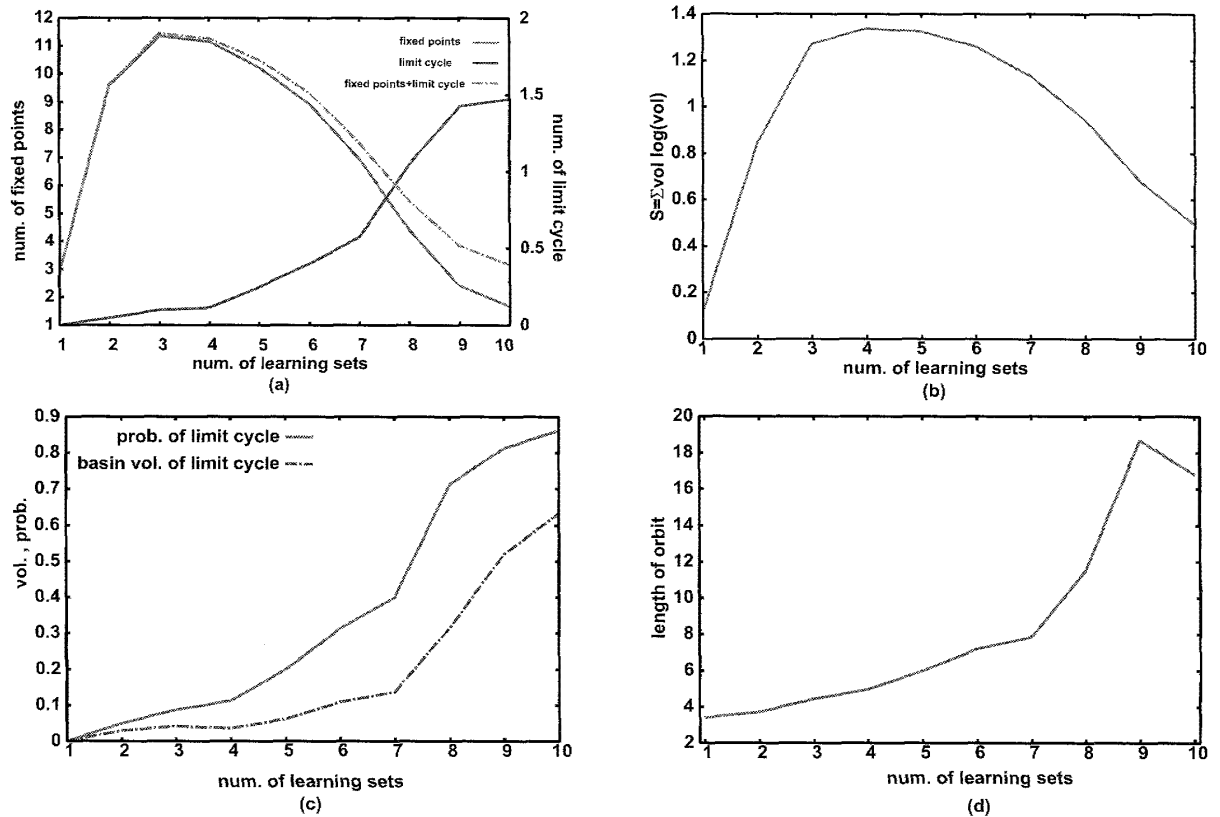 12
11
10
9
8
7
6
5
4
3
2
1
num. of fixed points
2
1.5
1
0.5
0
num. of limit cycle
fixed points
limit cycle
fixed points+limit cycle
1 2 3 4 5 6 7 8 9 10
num. of learning sets
(a)
1.4
1.2
1
0.8
0.6
0.4
0.2
0
S=Σvol log(vol)
1 2 3 4 5 6 7 8 9 10
num. of learning sets
(b)
0.9
0.8
0.7
0.6
0.5
0.4
0.3
0.2
0.1
0
vol. , prob.
prob. of limit cycle
basin vol. of limit cycle
1 2 3 4 5 6 7 8 9 10
num. of learning sets
(c)
20
18
16
14
12
10
8
6
4
2
length of orbit
1 2 3 4 5 6 7 8 9 10
num. of learning sets
(d)